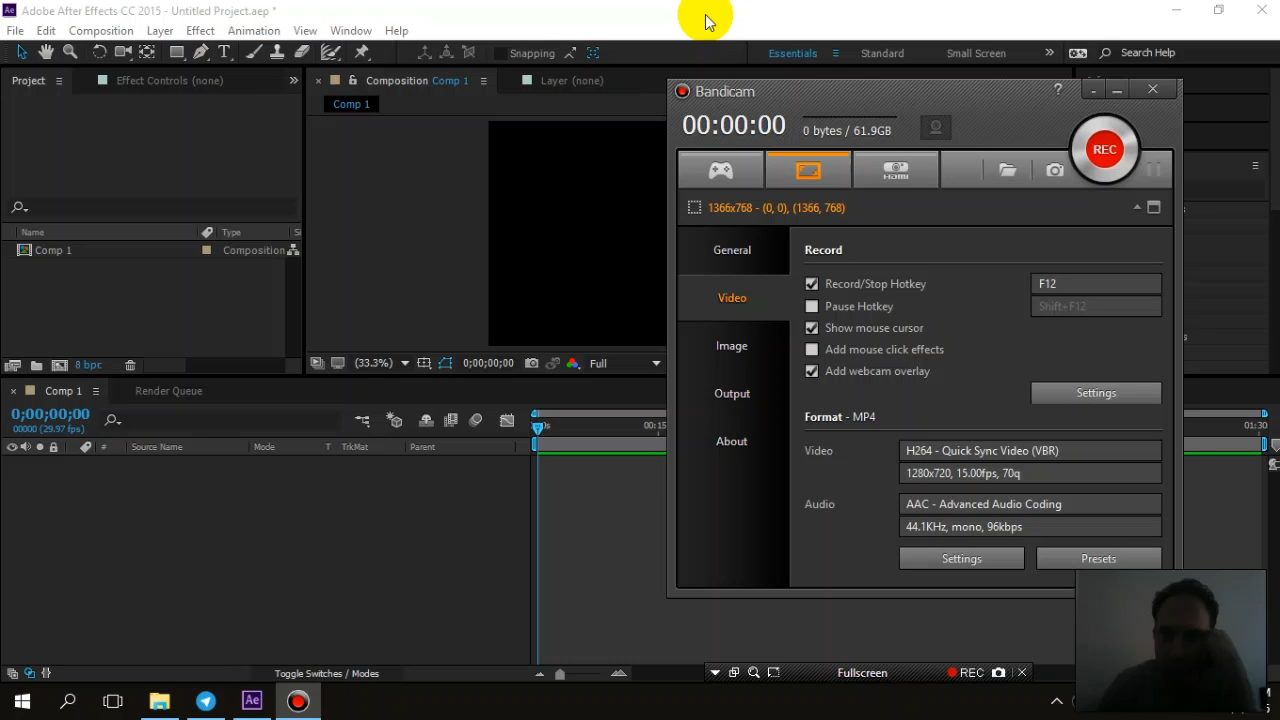 Ae Adobe After Effects CC 2015 - Untitled Project.aep *
File Edit Composition Layer Effect Animation View Window Help
Snapping Essentials Standard Small Screen » Search Help
Project Effect Controls (none) » × Composition Comp 1 Layer (none)
Comp 1
Name Type Si
Comp 1 Composition
8 bpc
(33.3%) 0;00;00;00 Full
× Comp 1 Render Queue
0;00;00;00
00000 (29.97 fps)
# Source Name Mode T TrkMat Parent
00:15 01:30
Toggle Switches / Modes
Bandicam ?
00:00:00 0 bytes / 61.9GB
REC
HDMI
1366x768 - (0, 0), (1366, 768)
General
Video
Image
Output
About
Record
Record/Stop Hotkey F12
Pause Hotkey Shift+F12
Show mouse cursor
Add mouse click effects
Add webcam overlay
Settings
Format - MP4
Video H264 - Quick Sync Video (VBR)
1280x720, 15.00fps, 70q
Audio AAC - Advanced Audio Coding
44.1KHz, mono, 96kbps
Settings Presets
Fullscreen REC
Ae